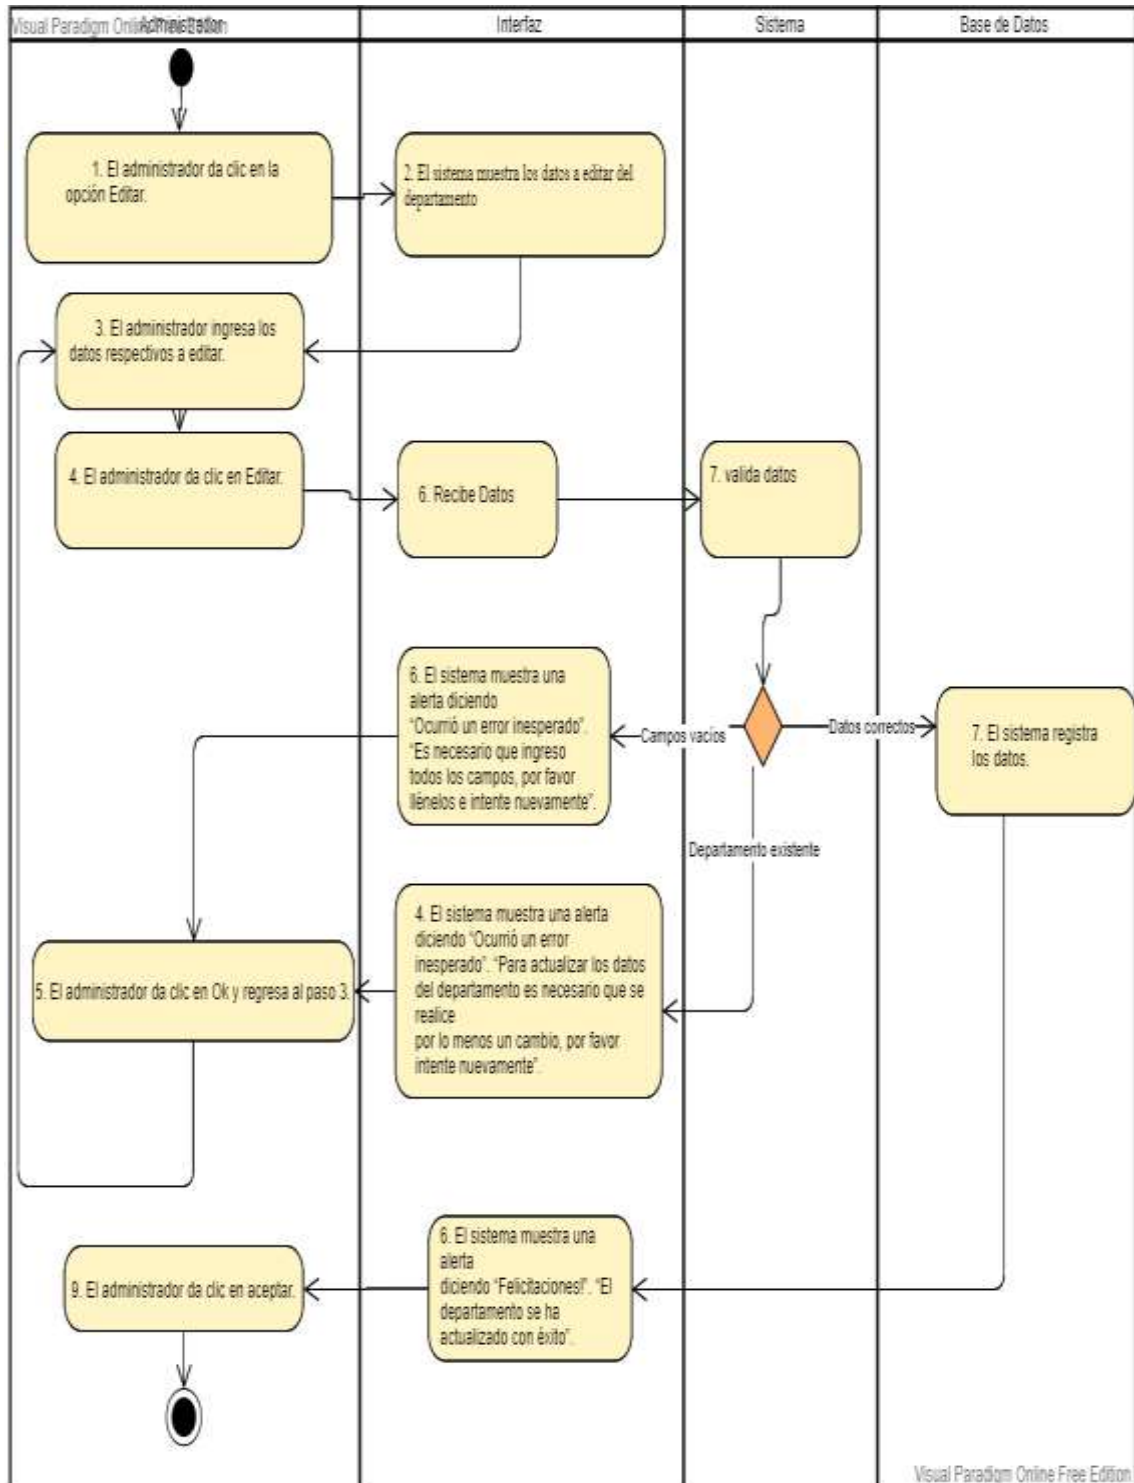 Visual Paradigm Online Free Edition
Administrador
Interfaz
Sistema
Base de Datos
1. El administrador da clic en la
opción Editar.
2. El sistema muestra los datos a editar del
departamento
3. El administrador ingresa los
datos respectivos a editar.
4. El administrador da clic en Editar.
6. Recibe Datos
7. valida datos
6. El sistema muestra una
alerta diciendo
“Ocurrió un error inesperado”.
“Es necesario que ingreso
todos los campos, por favor
llénelos e intente nuevamente”.
Campos vacíos
Datos correctos
7. El sistema registra
los datos.
Departamento existente
4. El sistema muestra una alerta
diciendo “Ocurrió un error
inesperado”. “Para actualizar los datos
del departamento es necesario que se
realice
por lo menos un cambio, por favor
intente nuevamente”.
5. El administrador da clic en Ok y regresa al paso 3.
6. El sistema muestra una
alerta
diciendo “Felicitaciones!”. “El
departamento se ha
actualizado con éxito”.
9. El administrador da clic en aceptar.
Visual Paradigm Online Free Edition